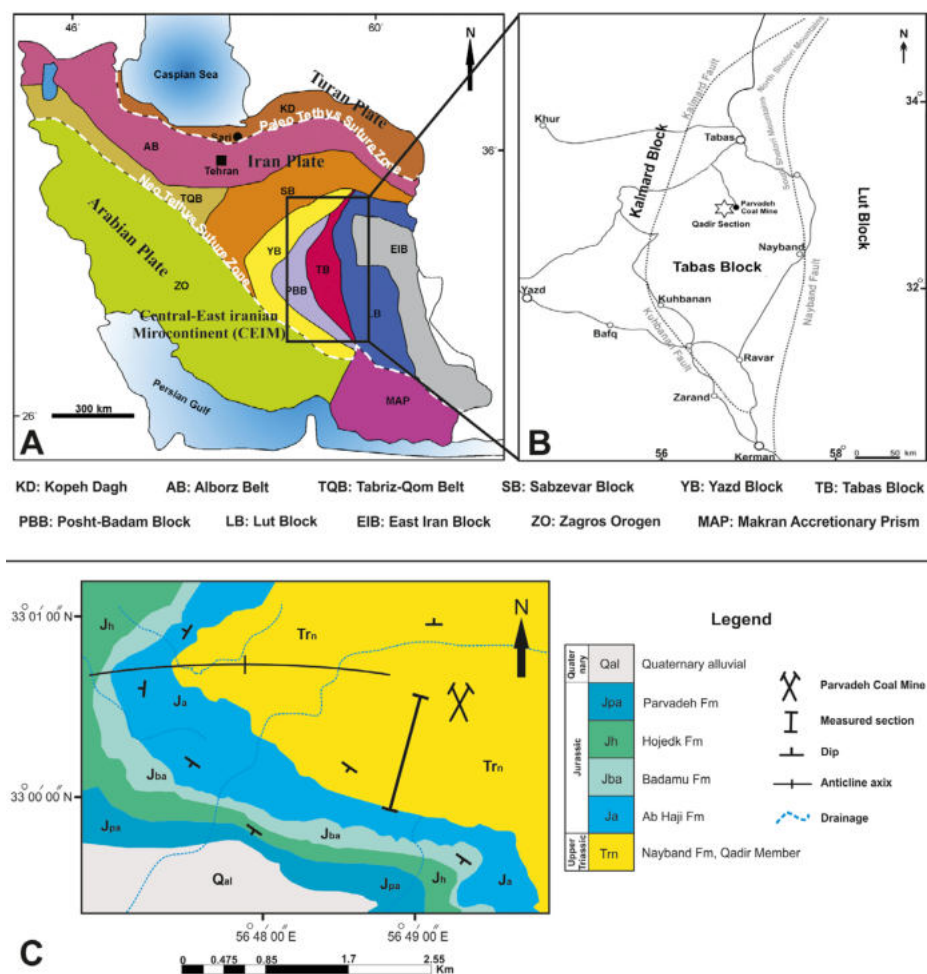 46°
60°
N
Caspian Sea
Turan Plate
KD
Paleo Tethys Suture Zone
Sari
AB
Iran Plate
Tehran
36°
TQB
SB
Neo Tethys Suture Zone
Arabian Plate
YB
EIB
TB
PBB
ZO
LB
Central-East iranian
Mirocontinent (CEIM)
Persian Gulf
MAP
300 km
26°
A
N
North Shotori Mountains
Kalmard Fault
34°
Khur
Tabas
Kalmard Block
Parvadeh
Coal Mine
Qadir Section
Lut Block
Nayband
Tabas Block
Yazd
32°
Kuhbanan
Nayband Fault
Bafq
Kuhbanan Fault
Ravar
Zarand
B
56
58°
0 50 km
Kerman
KD: Kopeh Dagh AB: Alborz Belt TQB: Tabriz-Qom Belt SB: Sabzevar Block YB: Yazd Block TB: Tabas Block
PBB: Posht-Badam Block LB: Lut Block EIB: East Iran Block ZO: Zagros Orogen MAP: Makran Accretionary Prism
33° 01' 00" N
Jh
Trn
N
Ja
Trn
Jba
33° 00' 00" N
Jpa
Jba
Qal
Jpa
Jh
Ja
56° 48' 00" E
56° 49' 00" E
C
0 0.475 0.85 1.7 2.55
Km
Legend
Quater
nary
Qal Quaternary alluvial
Jurassic
Jpa Parvadeh Fm
Jh Hojedk Fm
Jba Badamu Fm
Ja Ab Haji Fm
Upper
Triassic
Trn Nayband Fm, Qadir Member
Parvadeh Coal Mine
Measured section
Dip
Anticline axix
Drainage